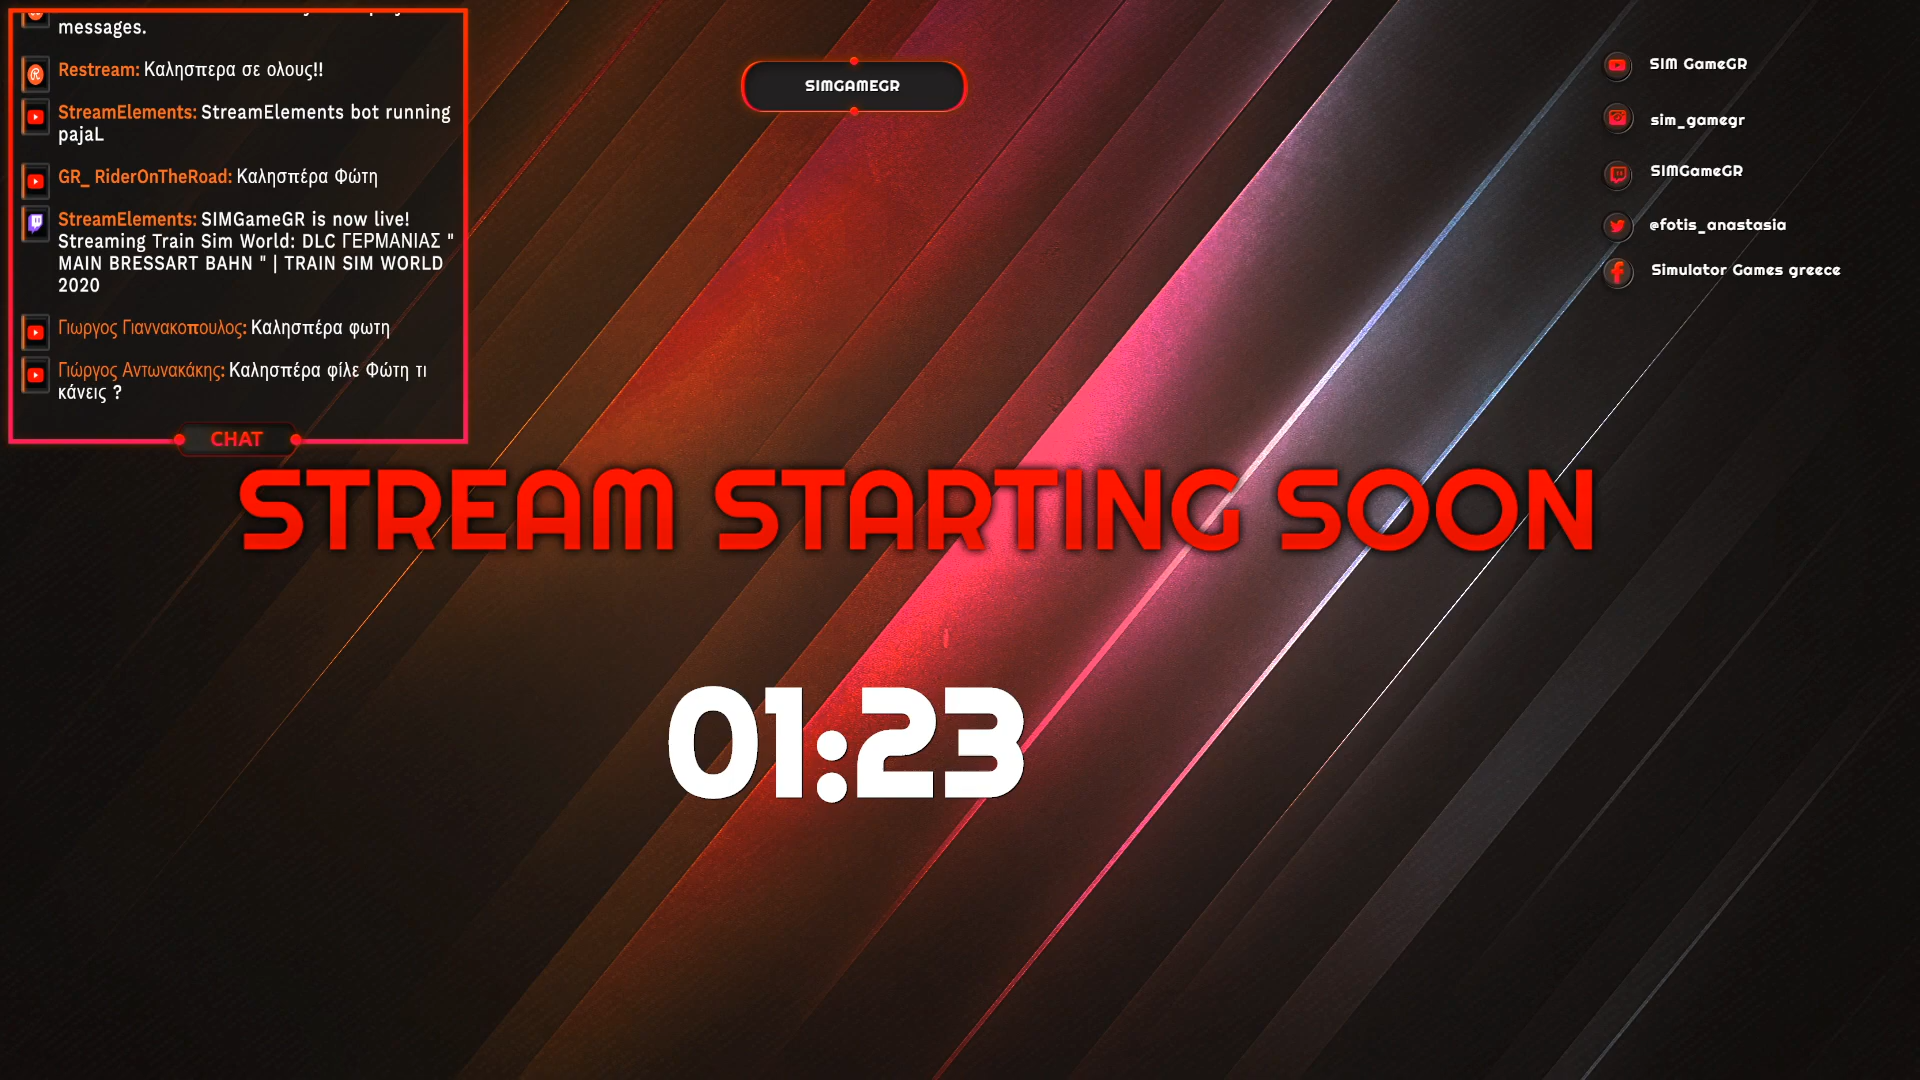 messages.
Restream: Καλησπερα σε ολους!!
StreamElements: StreamElements bot running
pajaL
GR_ RiderOnTheRoad: Καλησπέρα Φώτη
StreamElements: SIMGameGR is now live!
Streaming Train Sim World: DLC ΓΕΡΜΑΝΙΑΣ "
MAIN BRESSART BAHN " | TRAIN SIM WORLD
2020
Γιωργος Γιαννακοπουλος: Καλησπέρα φωτη
Γιώργος Αντωνακάκης: Καλησπέρα φίλε Φώτη τι
κάνεις ?
CHAT
SIMGAMEGR
SIM GameGR
sim_gamegr
SIMGameGR
@fotis_anastasia
Simulator Games greece
STREAM STARTING SOON
01:23